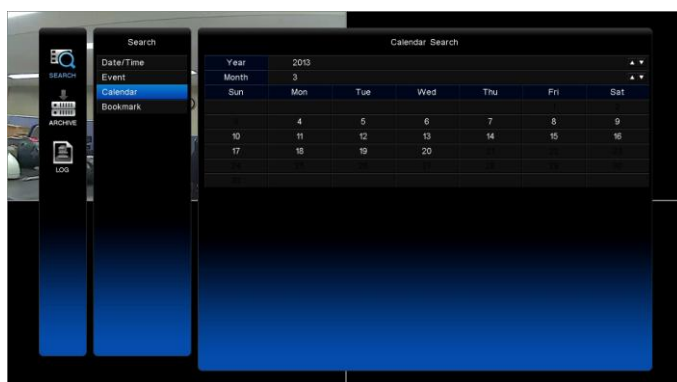 SEARCH
ARCHIVE
LOG
Search
Date/Time
Event
Calendar
Bookmark
Calendar Search
Year 2013
Month 3
Sun Mon Tue Wed Thu Fri Sat
1 2
4 5 6 7 8 9
10 11 12 13 14 15 16
17 18 19 20